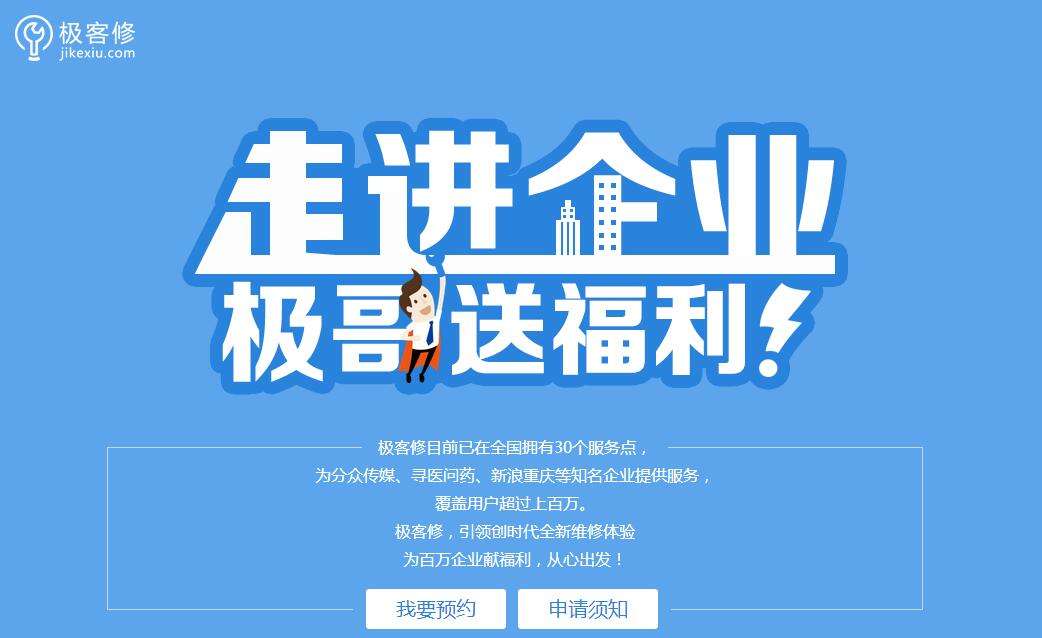 极客修
jikexiu.com
走进企业
极哥送福利!
极客修目前已在全国拥有30个服务点，
为分众传媒、寻医问药、新浪重庆等知名企业提供服务，
覆盖用户超过上百万。
极客修，引领创时代全新维修体验
为百万企业献福利，从心出发！
我要预约
申请须知